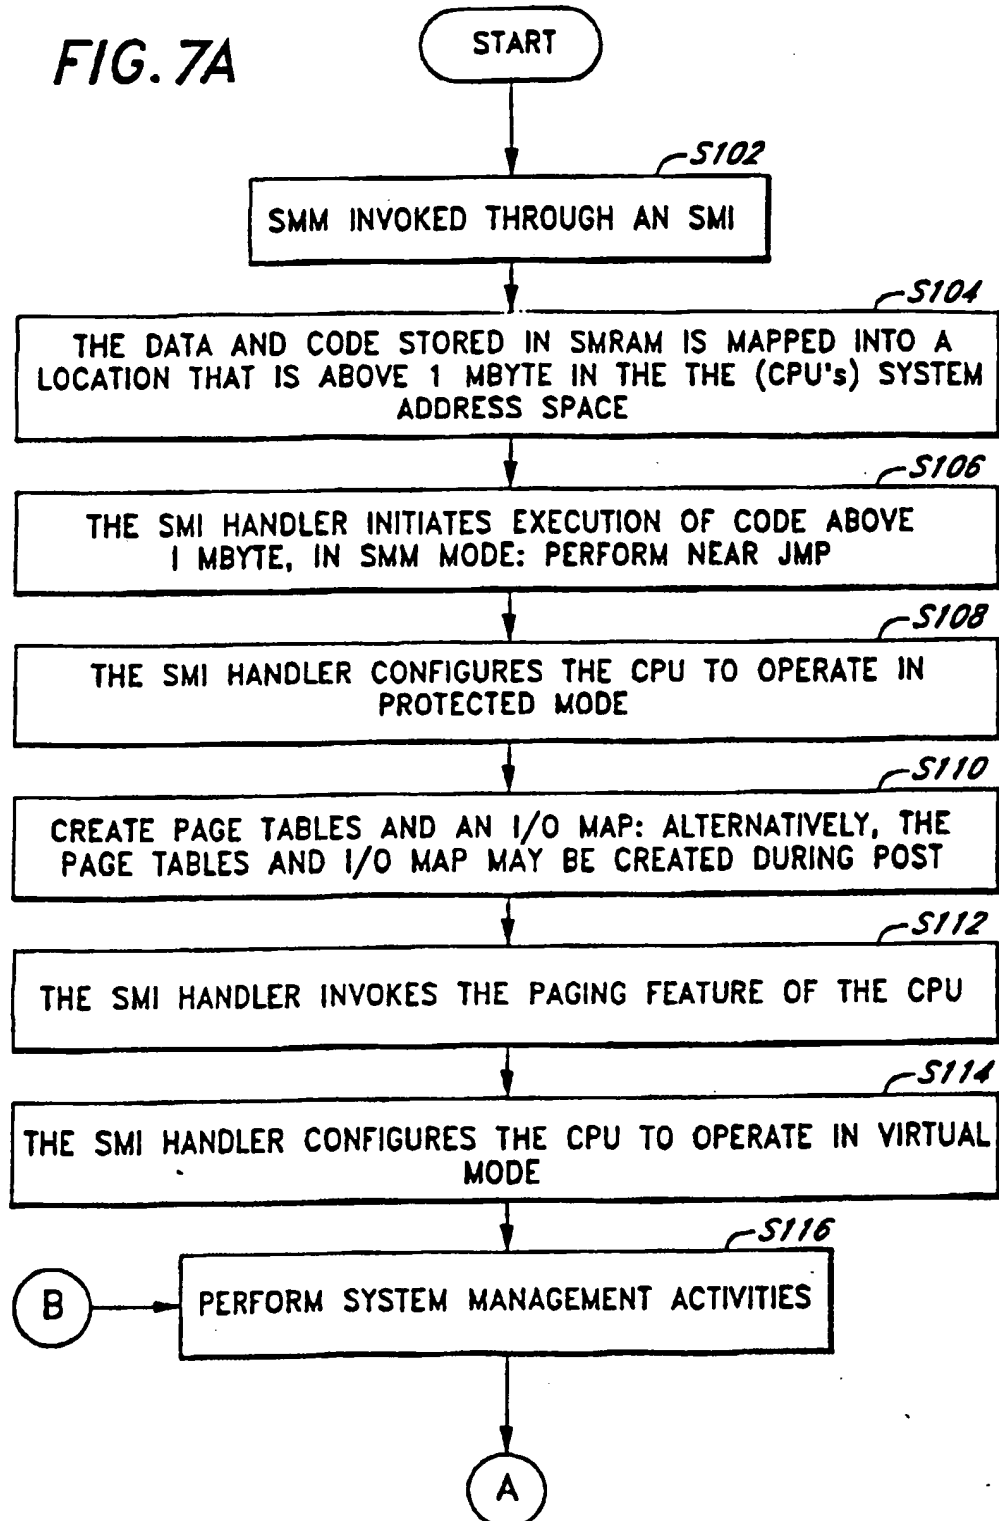 FIG. 7A
START
S102
SMM INVOKED THROUGH AN SMI
S104
THE DATA AND CODE STORED IN SMRAM IS MAPPED INTO A
LOCATION THAT IS ABOVE 1 MBYTE IN THE THE (CPU's) SYSTEM
ADDRESS SPACE
S106
THE SMI HANDLER INITIATES EXECUTION OF CODE ABOVE
1 MBYTE, IN SMM MODE: PERFORM NEAR JMP
S108
THE SMI HANDLER CONFIGURES THE CPU TO OPERATE IN
PROTECTED MODE
S110
CREATE PAGE TABLES AND AN I/O MAP: ALTERNATIVELY, THE
PAGE TABLES AND I/O MAP MAY BE CREATED DURING POST
S112
THE SMI HANDLER INVOKES THE PAGING FEATURE OF THE CPU
S114
THE SMI HANDLER CONFIGURES THE CPU TO OPERATE IN VIRTUAL
MODE
S116
B
PERFORM SYSTEM MANAGEMENT ACTIVITIES
A